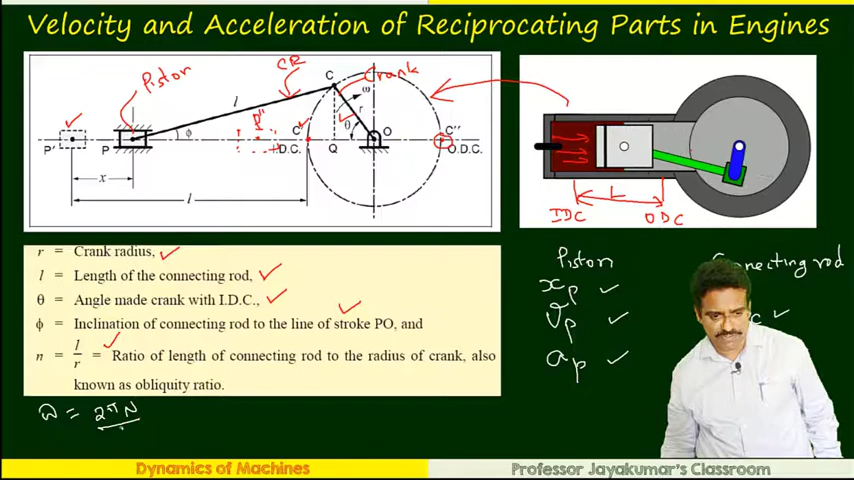 Velocity and Acceleration of Reciprocating Parts in Engines
Piston
CR
C
Crank
ω
l
r
P"
θ
φ
C'
O
C"
P'
P
I.D.C.
Q
O.D.C.
x
l
L
IDC
ODC
r = Crank radius,
l = Length of the connecting rod,
θ = Angle made crank with I.D.C.,
φ = Inclination of connecting rod to the line of stroke PO, and
n = l/r = Ratio of length of connecting rod to the radius of crank, also
known as obliquity ratio.
ω = 2πN
Piston
xp
vp
ap
rod
c
Dynamics of Machines
Professor Jayakumar's Classroom